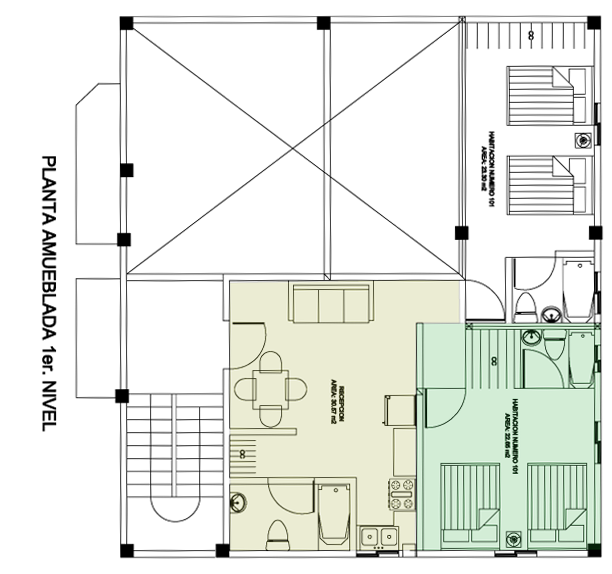 PLANTA AMUEBLADA 1er. NIVEL
HABITACION NUMERO 101
AREA: 23.30 m2
RECEPCION
AREA: 30.57 m2
HABITACION NUMERO 101
AREA: 22.65 m2